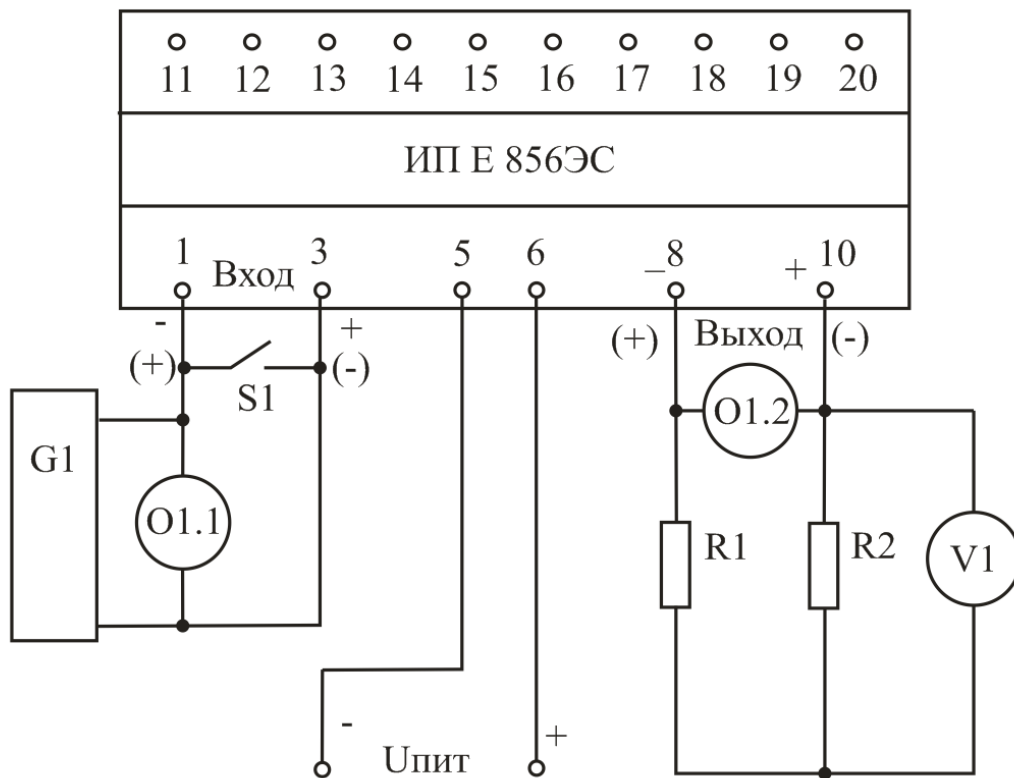 11 12 13 14 15 16 17 18 19 20
ИП Е 856ЭС
1 Вход 3 5 6 –8 + 10
- + (+) Выход (-)
(+) S1 (-)
O1.2
G1
O1.1 R1 R2 V1
- Uпит +